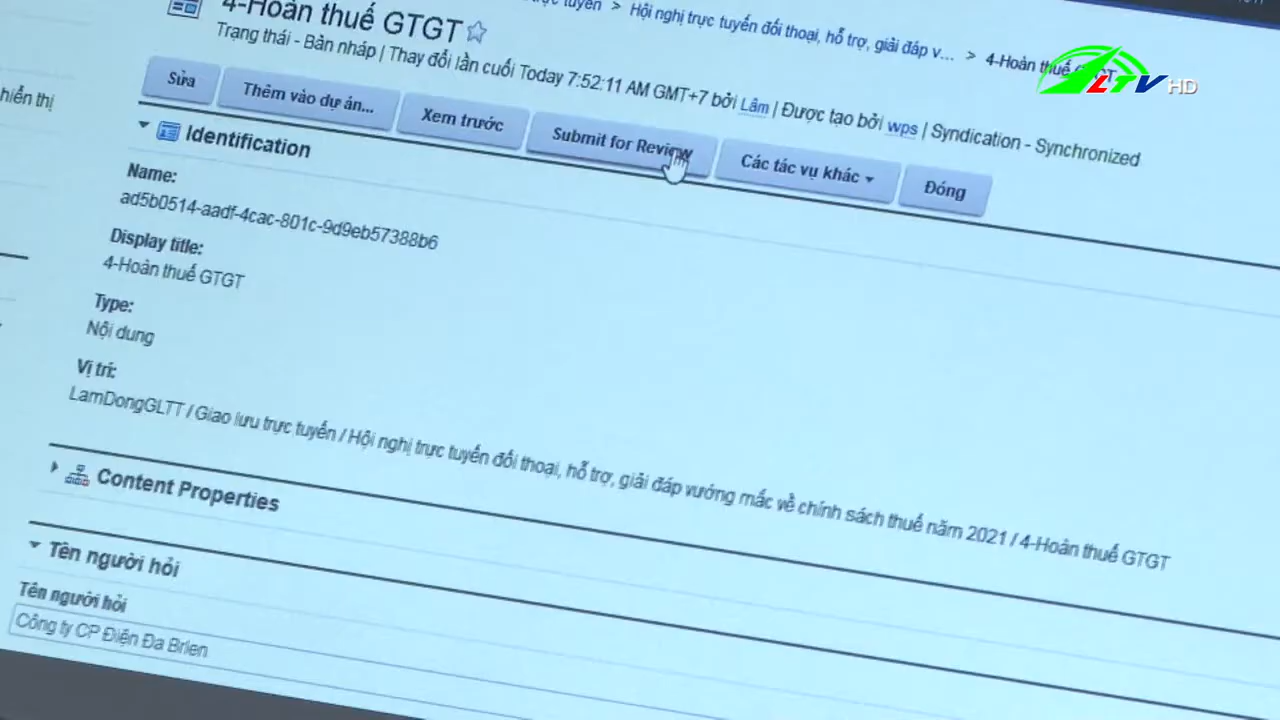 trực tuyến > Hội nghị trực tuyến đối thoại, hỗ trợ, giải đáp v... > 4-Hoàn thuế GTGT
4-Hoàn thuế GTGT
Trạng thái - Bản nháp | Thay đổi lần cuối Today 7:52:11 AM GMT+7 bởi Lâm | Được tạo bởi wps | Syndication - Synchronized
LTV HD
hiển thị
Sửa
Thêm vào dự án...
Xem trước
Submit for Review
Các tác vụ khác
Đóng
Identification
Name:
ad5b0514-aadf-4cac-801c-9d9eb57388b6
Display title:
4-Hoàn thuế GTGT
Type:
Nội dung
Vị trí:
LamDongGLTT / Giao lưu trực tuyến / Hội nghị trực tuyến đối thoại, hỗ trợ, giải đáp vướng mắc về chính sách thuế năm 2021 / 4-Hoàn thuế GTGT
Content Properties
Tên người hỏi
Tên người hỏi
Công ty CP Điện Đa Brien